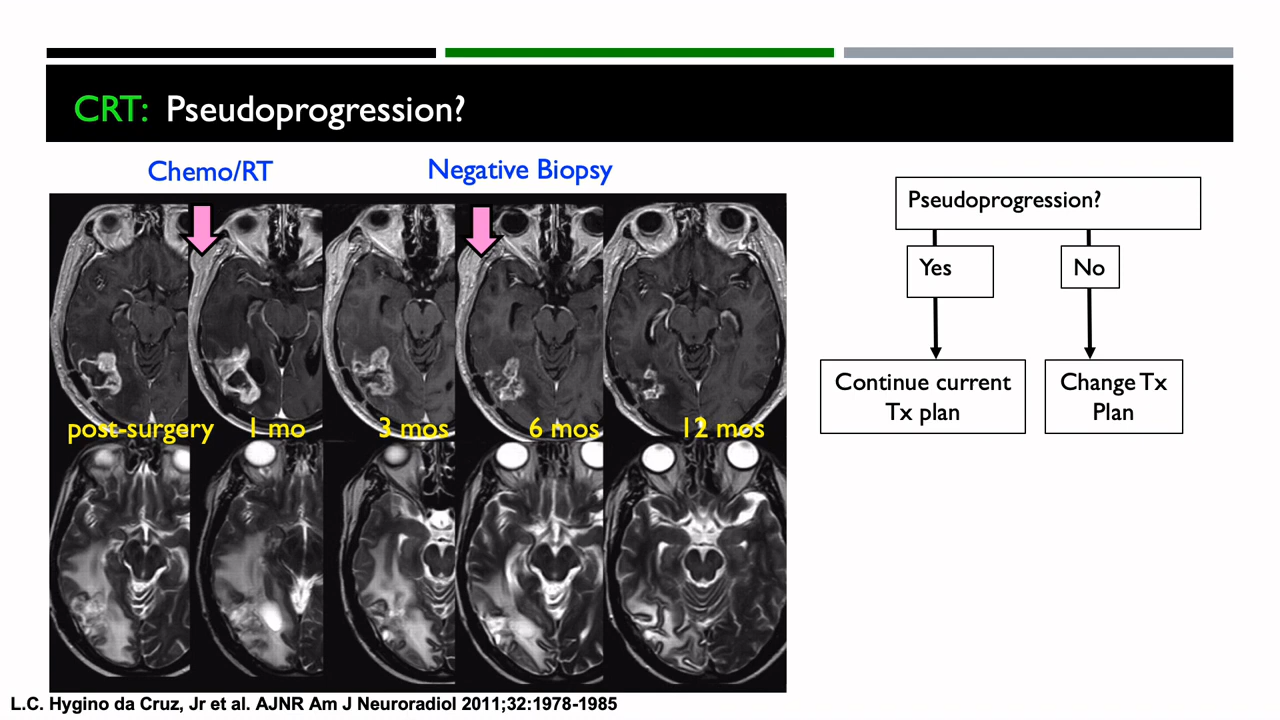 CRT: Pseudoprogression?
Chemo/RT
Negative Biopsy
post-surgery
1 mo
3 mos
6 mos
12 mos
Pseudoprogression?
Yes
No
Continue current
Tx plan
Change Tx
Plan
L.C. Hygino da Cruz, Jr et al. AJNR Am J Neuroradiol 2011;32:1978-1985